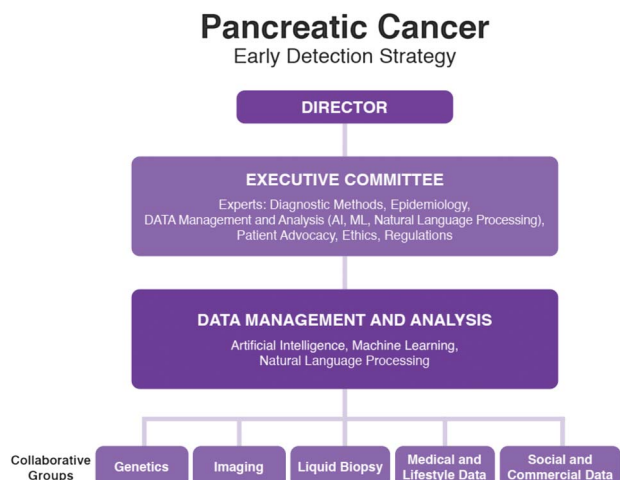 Pancreatic Cancer
Early Detection Strategy
DIRECTOR
EXECUTIVE COMMITTEE
Experts: Diagnostic Methods, Epidemiology,
DATA Management and Analysis (AI, ML, Natural Language Processing),
Patient Advocacy, Ethics, Regulations
DATA MANAGEMENT AND ANALYSIS
Artificial Intelligence, Machine Learning,
Natural Language Processing
Collaborative
Groups
Genetics
Imaging
Liquid Biopsy
Medical and
Lifestyle Data
Social and
Commercial Data